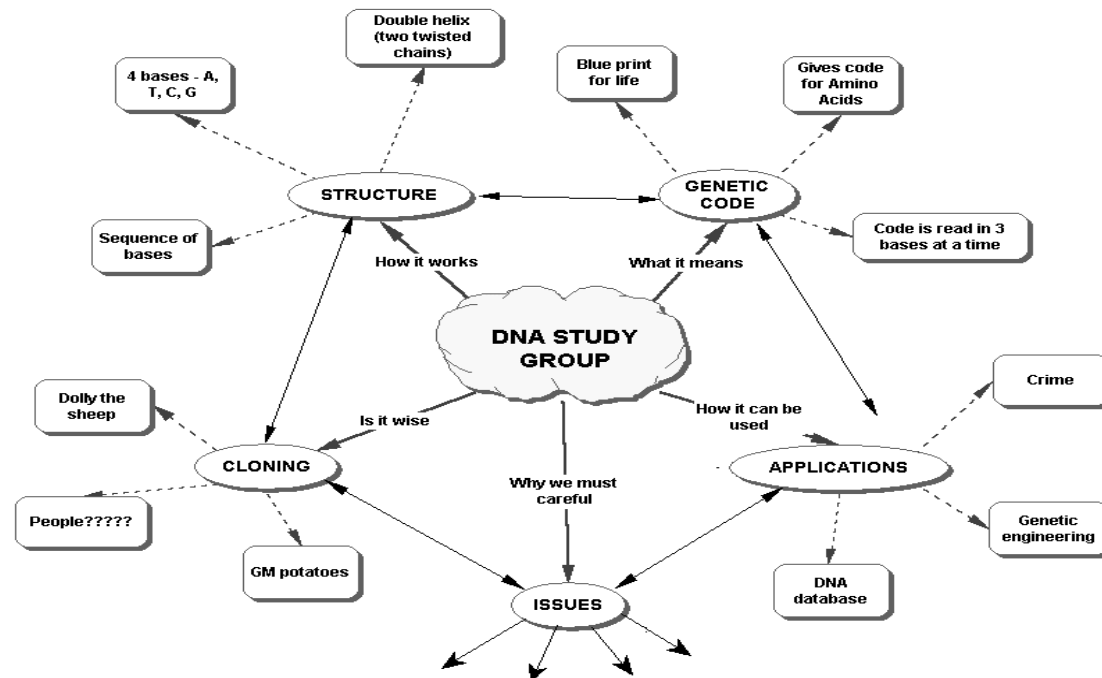 Double helix
(two twisted
chains)
4 bases - A,
T, C, G
Blue print
for life
Gives code
for Amino
Acids
STRUCTURE
GENETIC
CODE
Sequence of
bases
Code is read in 3
bases at a time
How it works
What it means
DNA STUDY
GROUP
Dolly the
sheep
Crime
Is it wise
How it can be
used
CLONING
APPLICATIONS
Why we must
careful
People?????
GM potatoes
Genetic
engineering
DNA
database
ISSUES